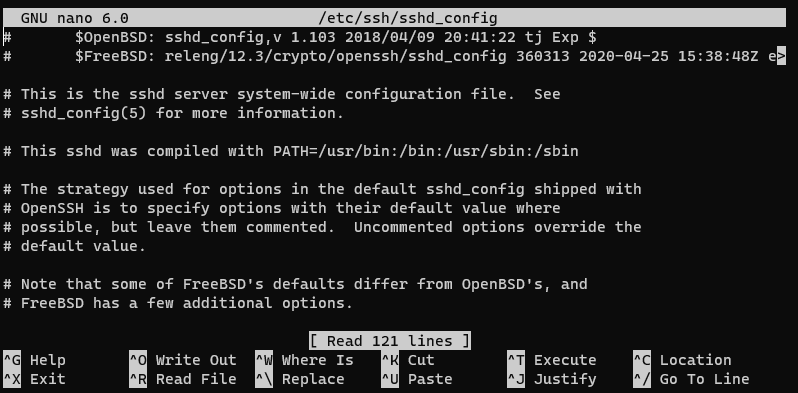 GNU nano 6.0 /etc/ssh/sshd_config
# $OpenBSD: sshd_config,v 1.103 2018/04/09 20:41:22 tj Exp $
# $FreeBSD: releng/12.3/crypto/openssh/sshd_config 360313 2020-04-25 15:38:48Z e>
# This is the sshd server system-wide configuration file.  See
# sshd_config(5) for more information.
# This sshd was compiled with PATH=/usr/bin:/bin:/usr/sbin:/sbin
# The strategy used for options in the default sshd_config shipped with
# OpenSSH is to specify options with their default value where
# possible, but leave them commented.  Uncommented options override the
# default value.
# Note that some of FreeBSD's defaults differ from OpenBSD's, and
# FreeBSD has a few additional options.
[ Read 121 lines ]
^G Help ^O Write Out ^W Where Is ^K Cut ^T Execute ^C Location
^X Exit ^R Read File ^\ Replace ^U Paste ^J Justify ^/ Go To Line